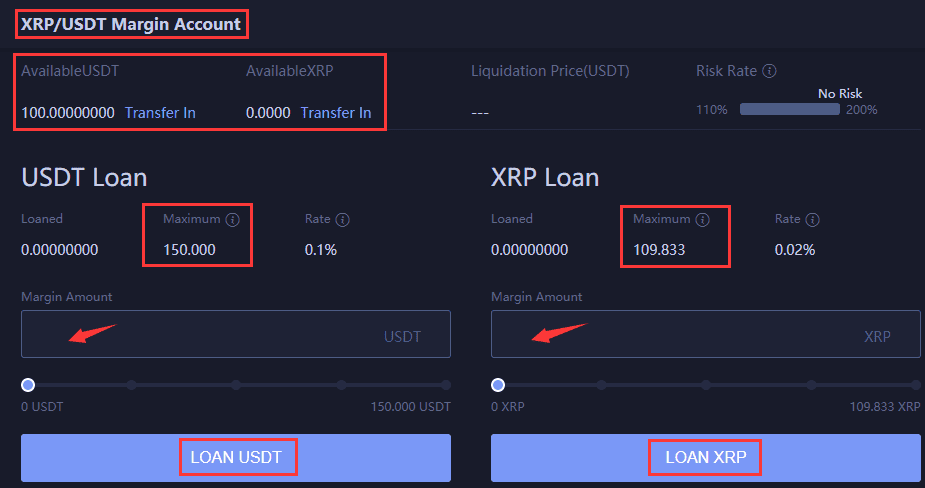 XRP/USDT Margin Account
AvailableUSDT AvailableXRP Liquidation Price(USDT) Risk Rate
No Risk
100.00000000 Transfer In 0.0000 Transfer In --- 110% 200%
USDT Loan XRP Loan
Loaned Maximum Rate Loaned Maximum Rate
0.00000000 150.000 0.1% 0.00000000 109.833 0.02%
Margin Amount Margin Amount
USDT XRP
0 USDT 150.000 USDT 0 XRP 109.833 XRP
LOAN USDT LOAN XRP